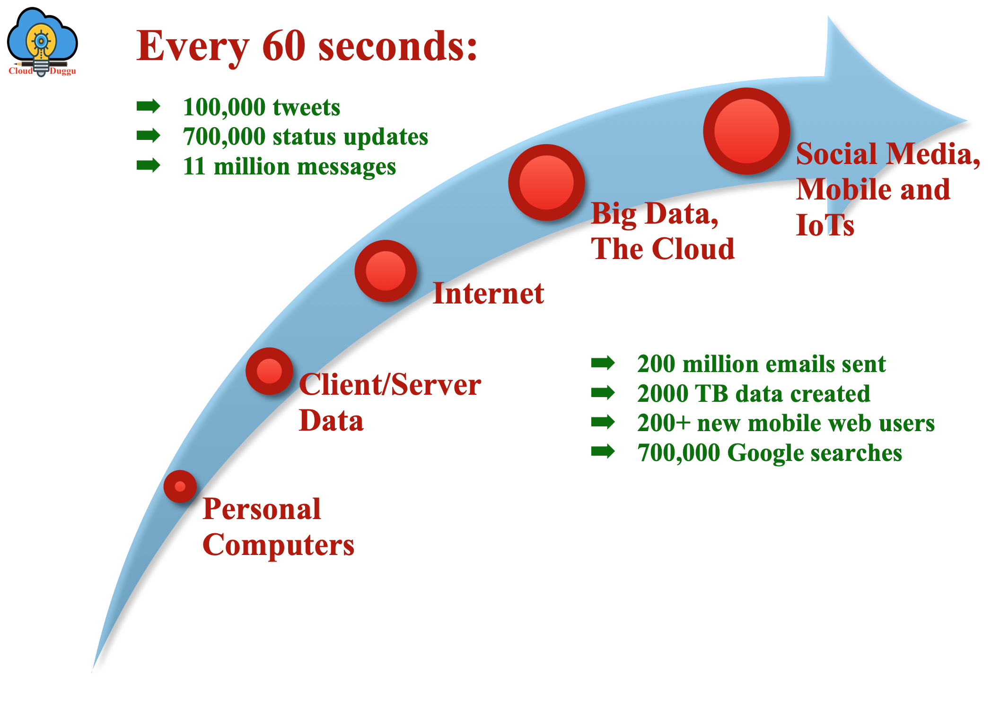 Cloud Duggu
Every 60 seconds:
100,000 tweets
700,000 status updates
11 million messages
Social Media,
Mobile and
IoTs
Big Data,
The Cloud
Internet
Client/Server
Data
Personal
Computers
200 million emails sent
2000 TB data created
200+ new mobile web users
700,000 Google searches